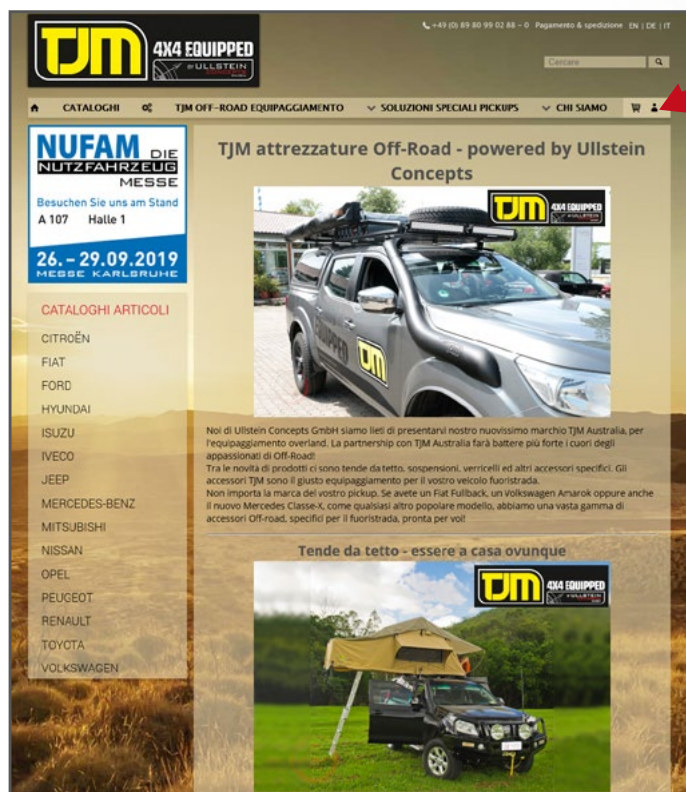 TJM 4X4 EQUIPPED
BY ULLSTEIN
CONCEPTS
+49 (0) 89 80 99 02 88 – 0 Pagamento & spedizione EN | DE | IT
Cercare
CATALOGHI TJM OFF-ROAD EQUIPAGGIAMENTO SOLUZIONI SPECIALI PICKUPS CHI SIAMO
NUFAM DIE
NUTZFAHRZEUG
MESSE
Besuchen Sie uns am Stand
A 107 Halle 1
26. – 29.09.2019
MESSE KARLSRUHE
CATALOGHI ARTICOLI
CITROËN
FIAT
FORD
HYUNDAI
ISUZU
IVECO
JEEP
MERCEDES-BENZ
MITSUBISHI
NISSAN
OPEL
PEUGEOT
RENAULT
TOYOTA
VOLKSWAGEN
TJM attrezzature Off-Road - powered by Ullstein
Concepts
TJM 4X4 EQUIPPED
EQUIPPED TJM
Noi di Ullstein Concepts GmbH siamo lieti di presentarvi nostro nuovissimo marchio TJM Australia, per
l'equipaggiamento overland. La partnership con TJM Australia farà battere più forte i cuori degli
appassionati di Off-Road!
Tra le novità di prodotti ci sono tende da tetto, sospensioni, verricelli ed altri accessori specifici. Gli
accessori TJM sono il giusto equipaggiamento per il vostro veicolo fuoristrada.
Non importa la marca del vostro pickup. Se avete un Fiat Fullback, un Volkswagen Amarok oppure anche
il nuovo Mercedes Classe-X, come qualsiasi altro popolare modello, abbiamo una vasta gamma di
accessori Off-road, specifici per il fuoristrada, pronta per voi!
Tende da tetto - essere a casa ovunque
TJM 4X4 EQUIPPED